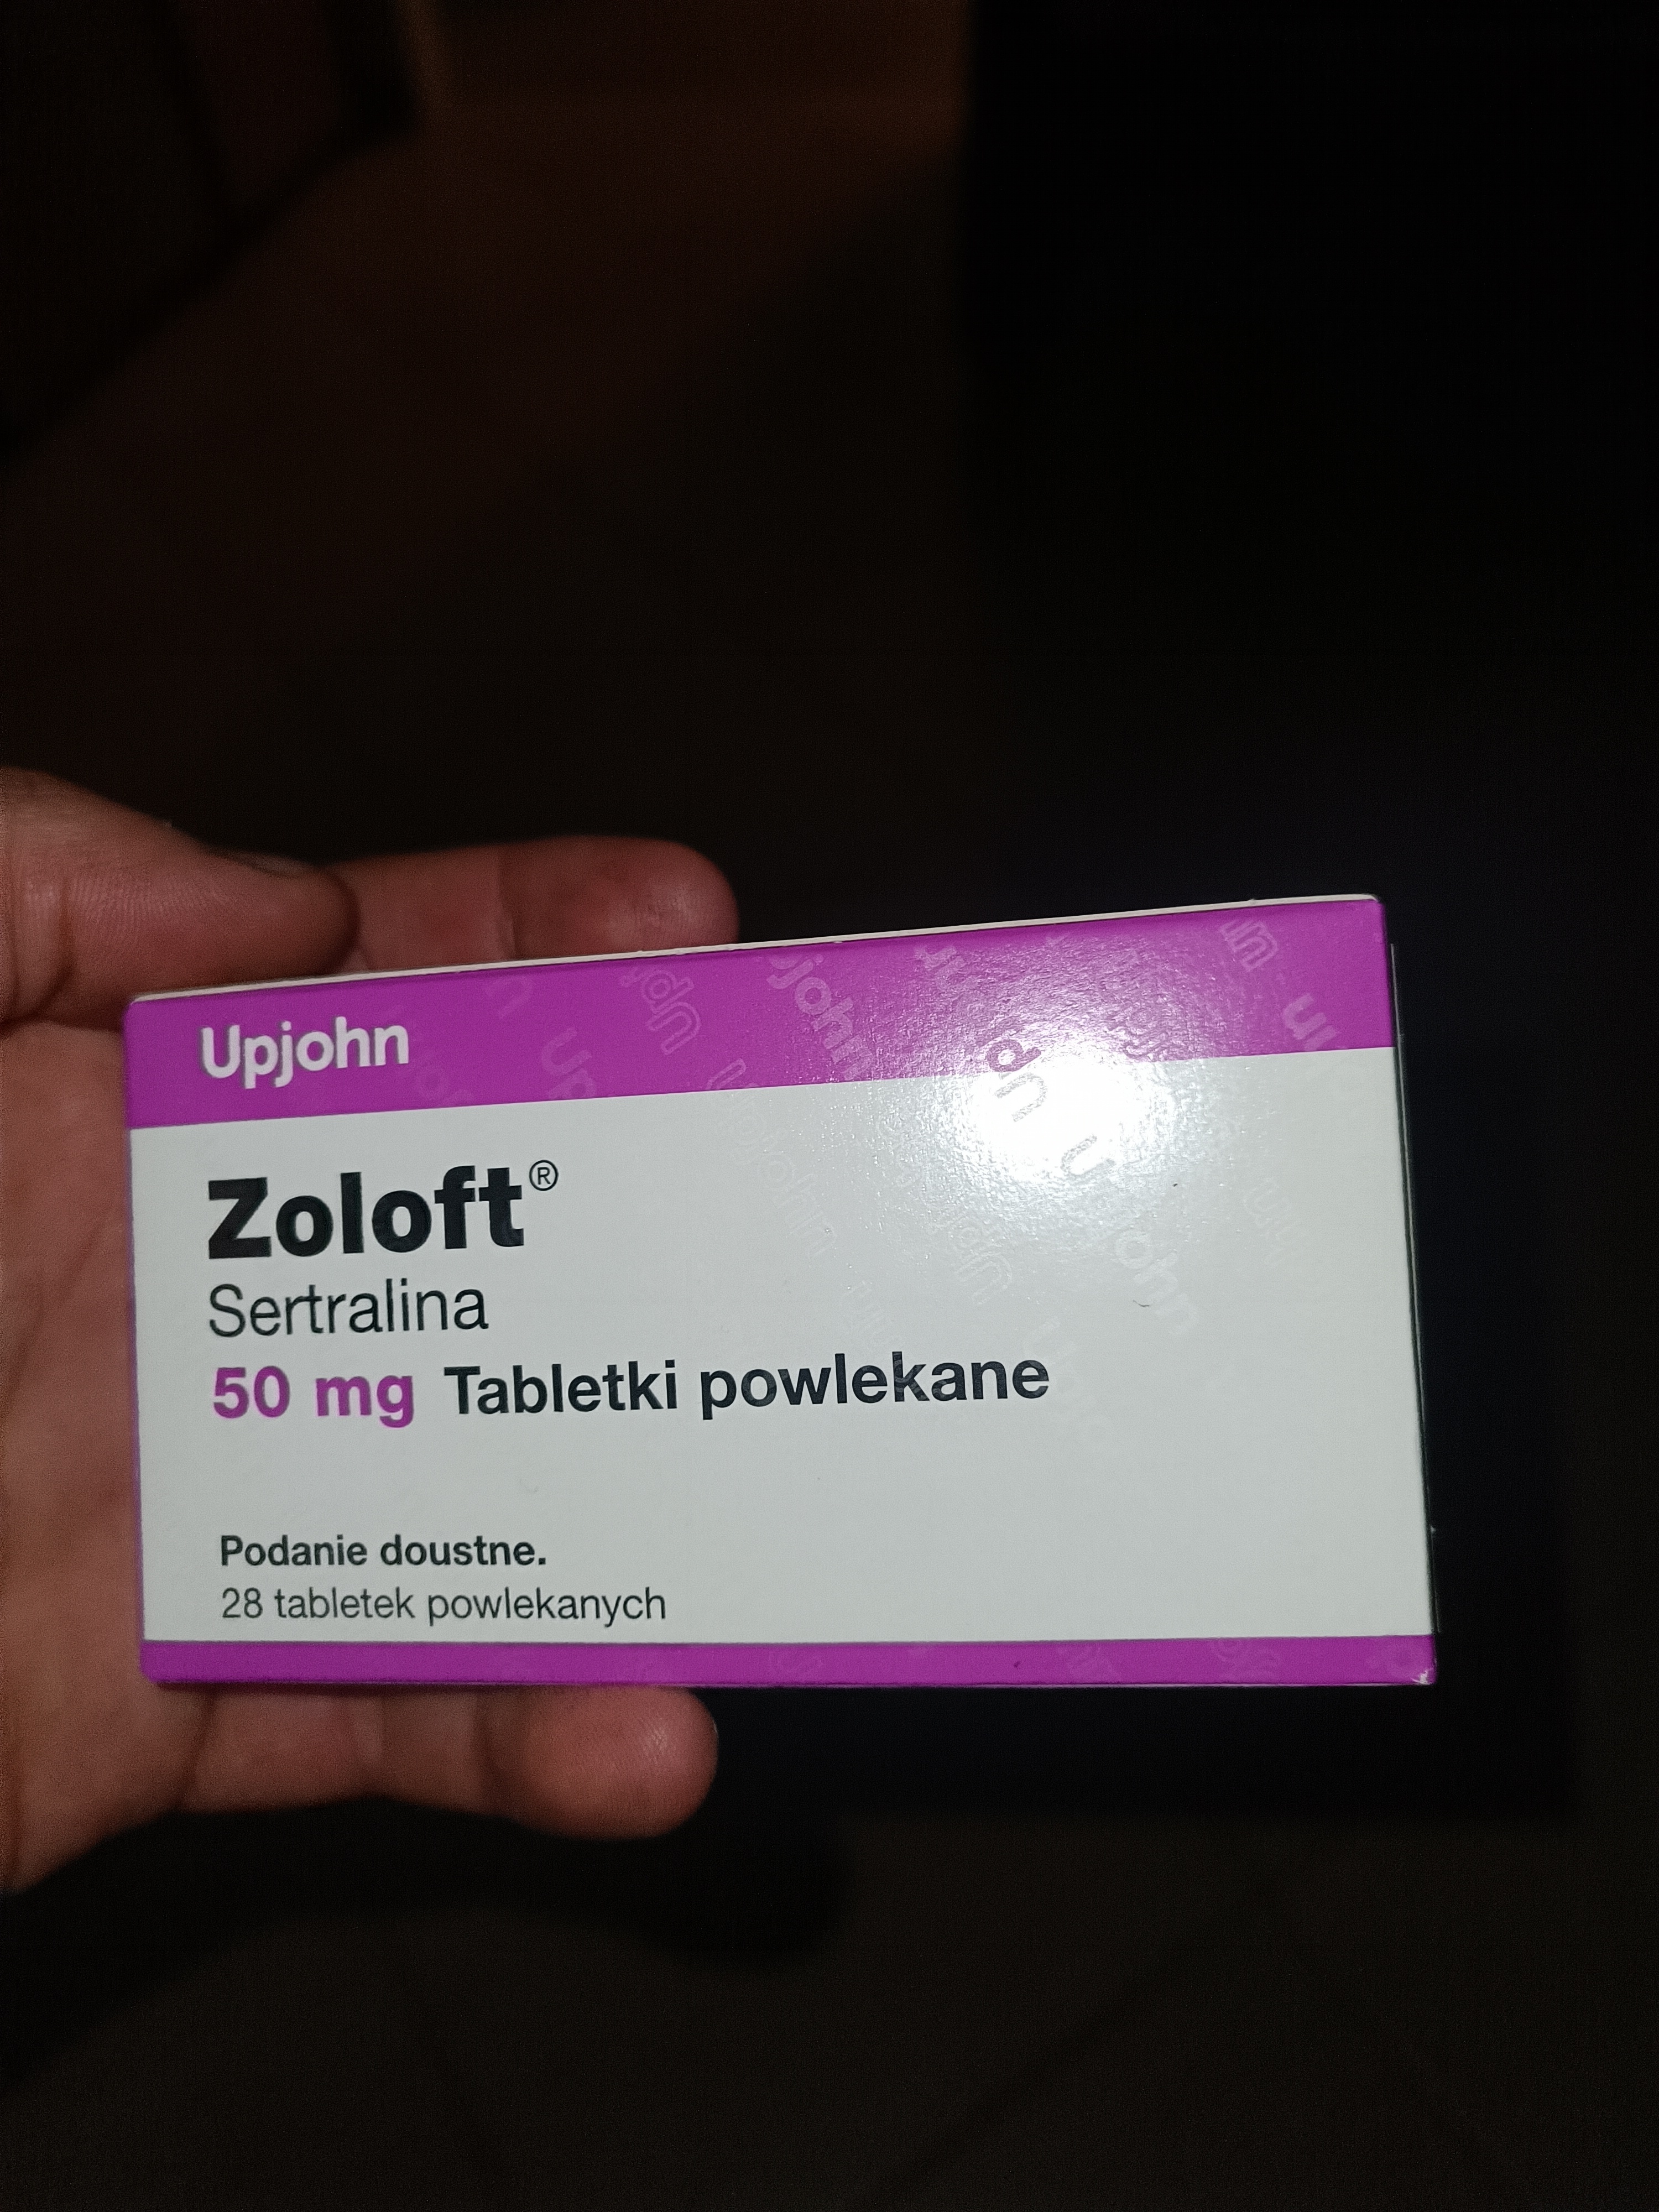 Upjohn
Zoloft®
Sertralina
50 mg Tabletki powlekane
Podanie doustne.
28 tabletek powlekanych